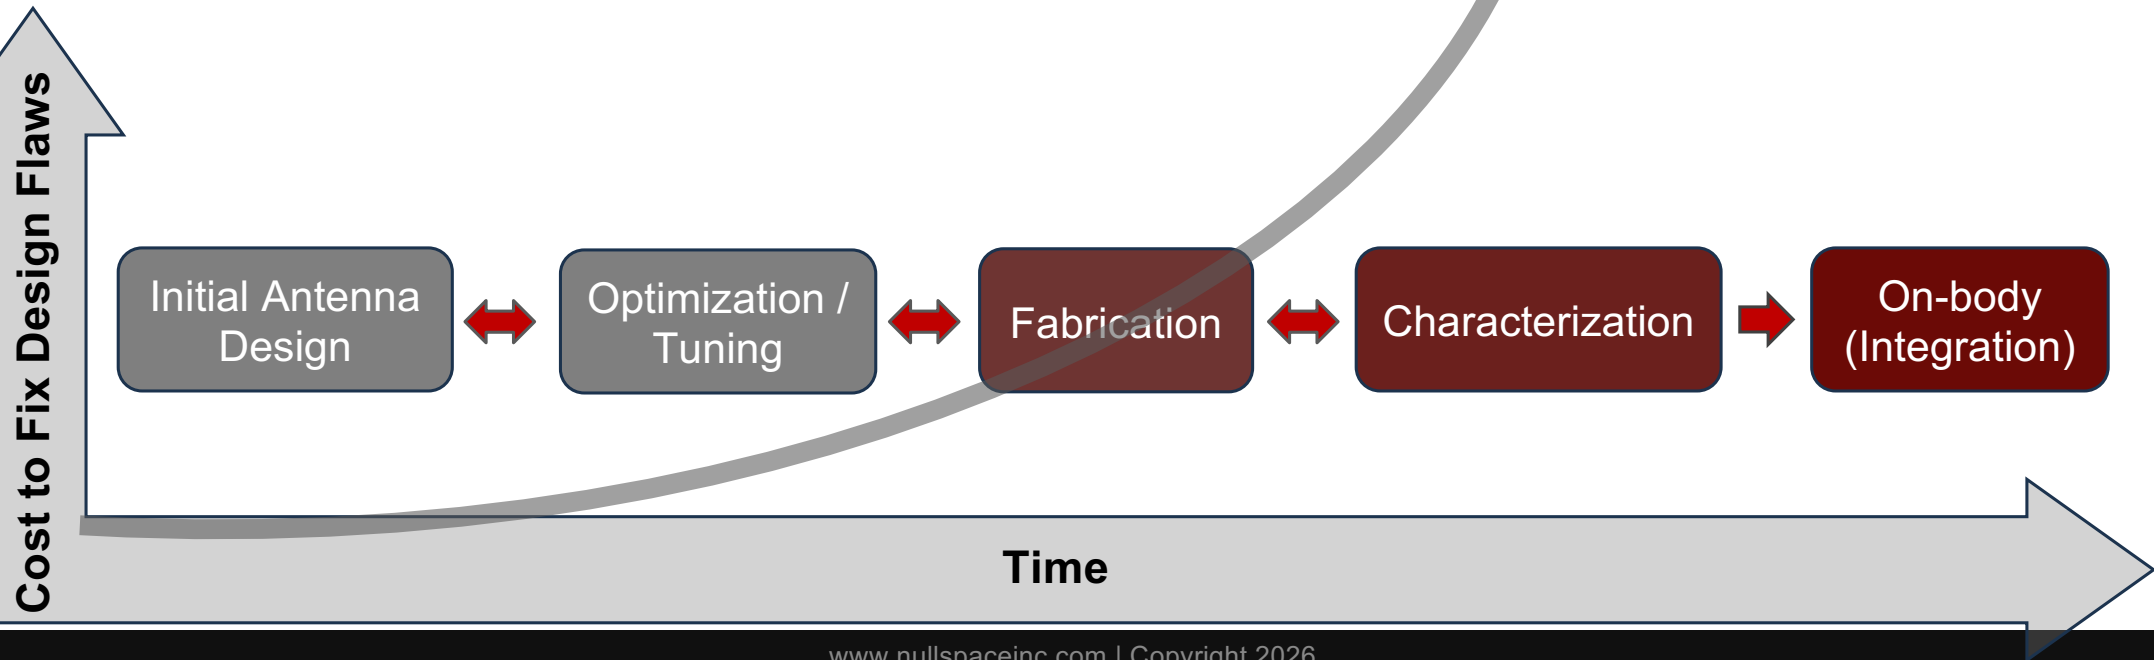 Cost to Fix Design Flaws
Initial Antenna
Design
Optimization /
Tuning
Fabrication
Characterization
On-body
(Integration)
Time
www.nullspaceinc.com | Copyright 2026